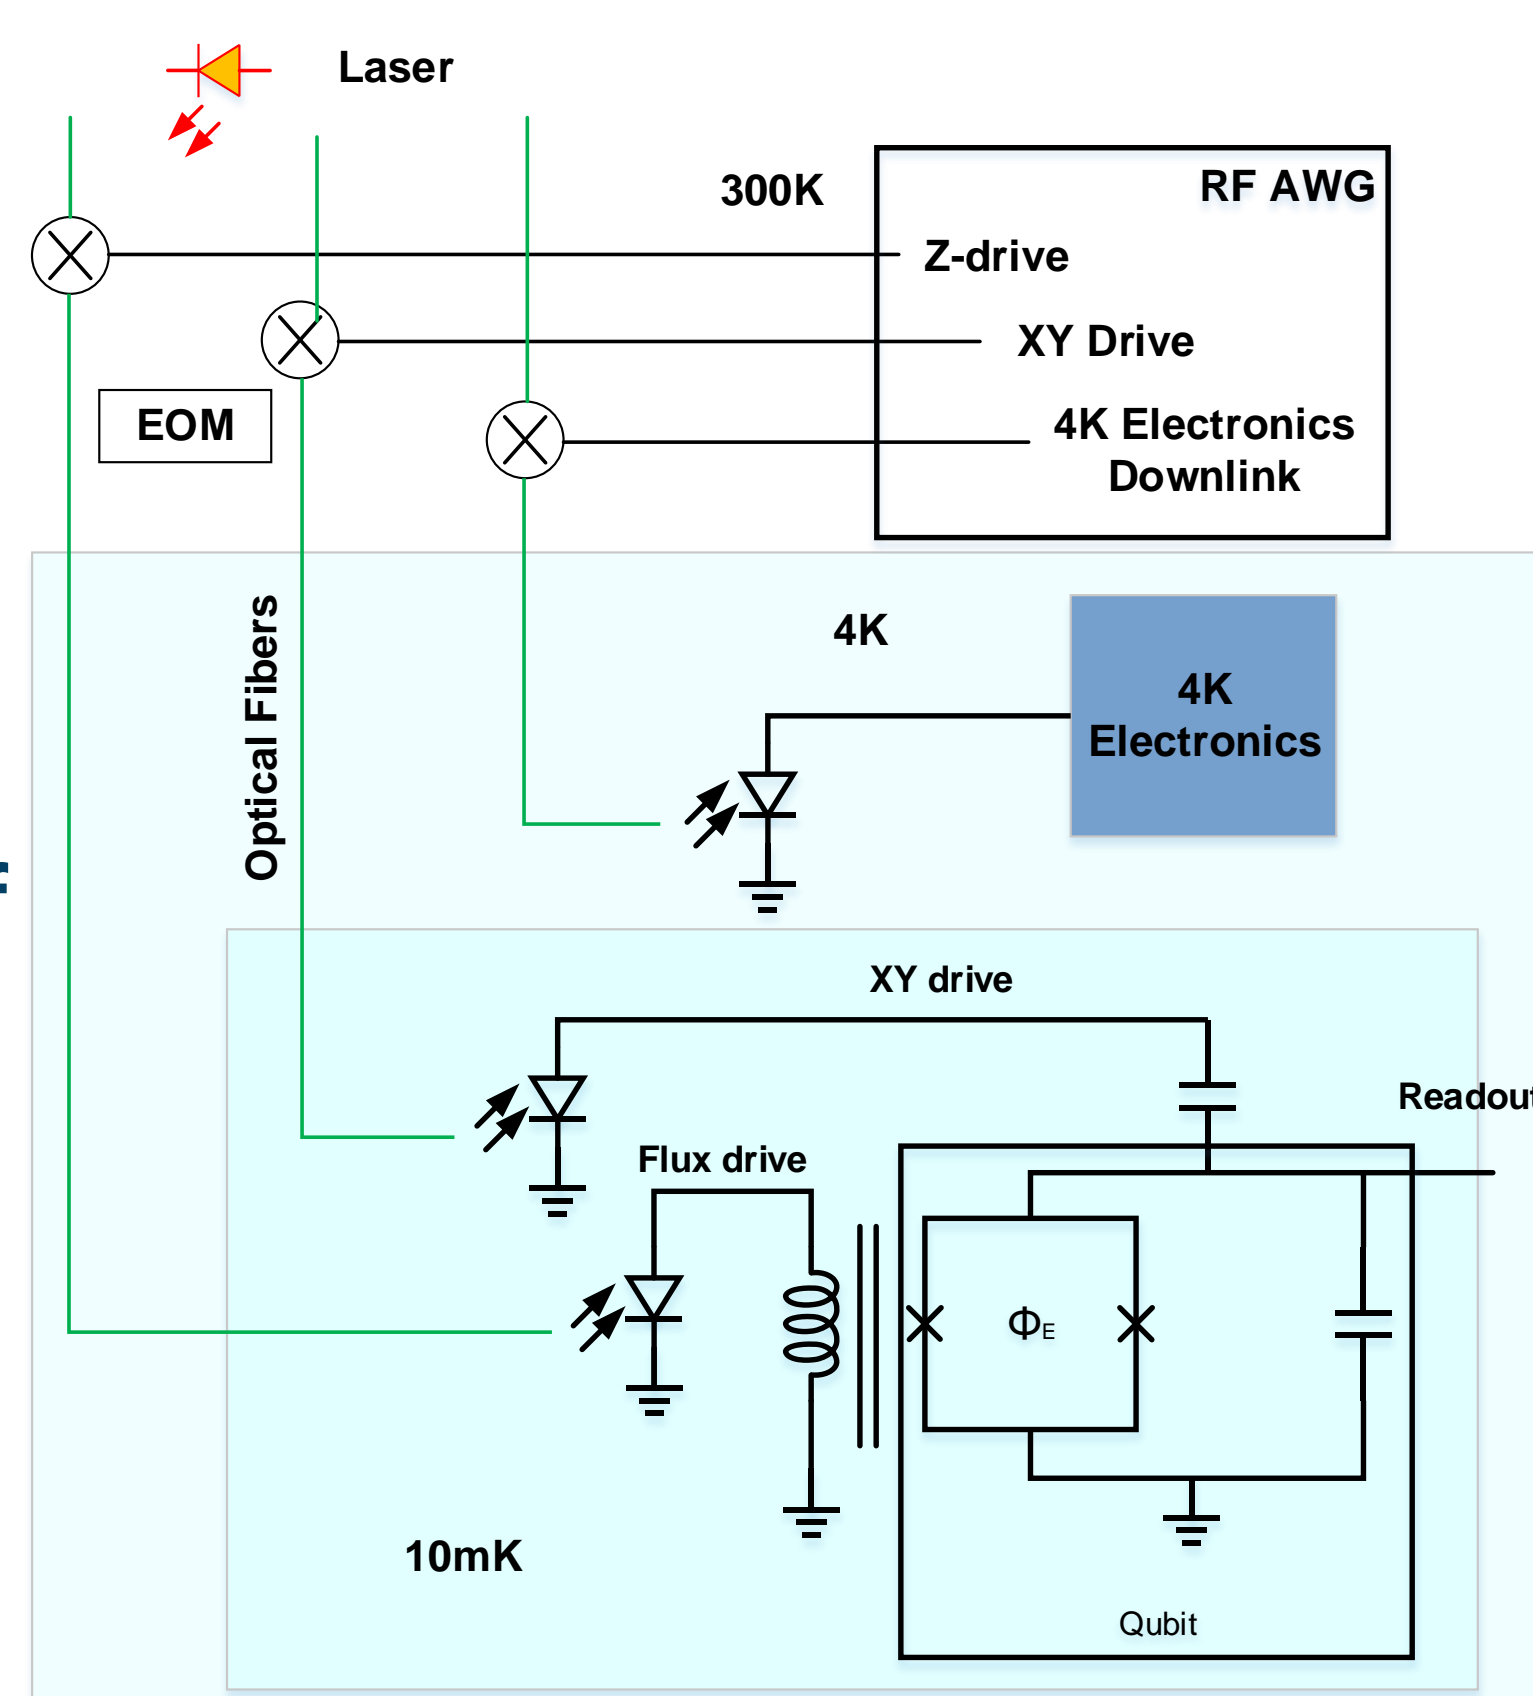 Laser
300K
RF AWG
Z-drive
XY Drive
EOM
4K Electronics
Downlink
Optical Fibers
4K
4K
Electronics
XY drive
Readout
Flux drive
ΦE
10mK
Qubit